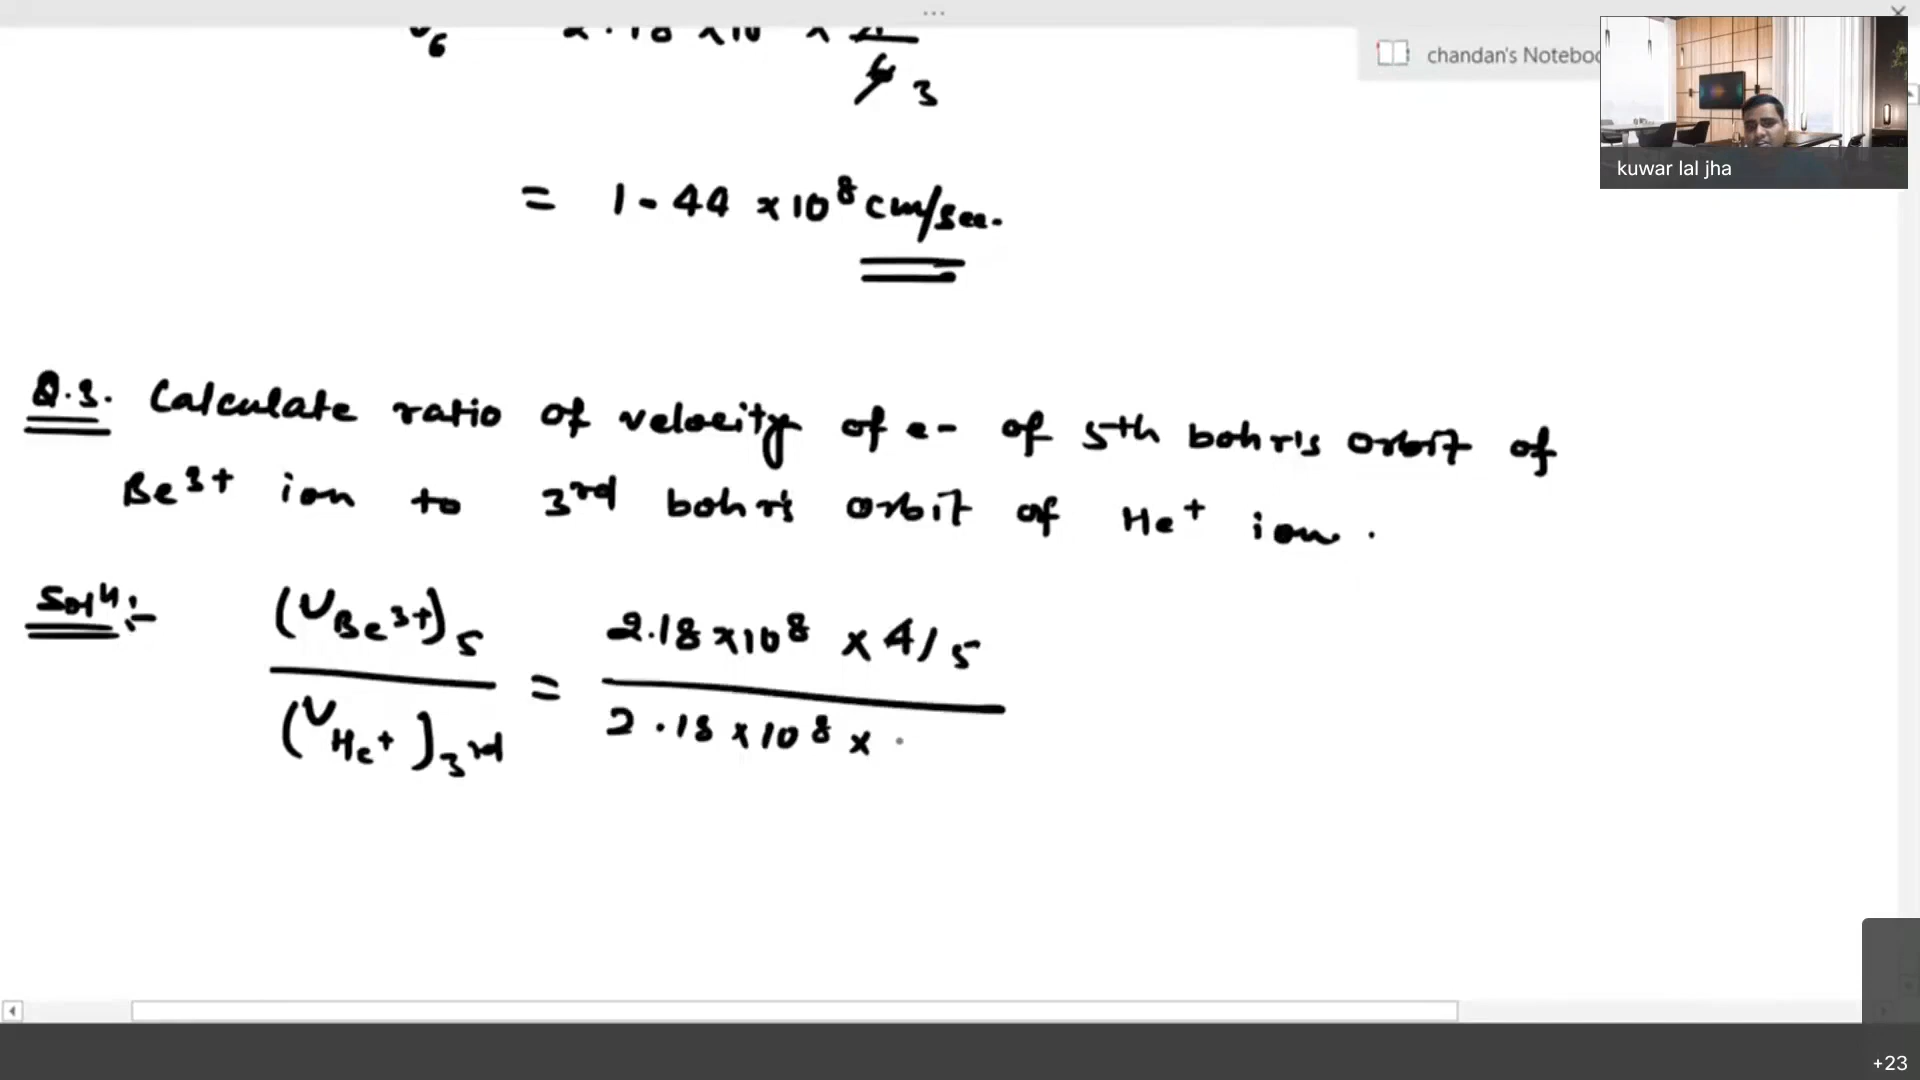 chandan's Notebo
kuwar lal jha
= 1-44 ×10⁸ cm/sec.
Q.3. Calculate ratio of velocity of e- of 5th bohr's orbit of
Be³⁺ ion to 3rd bohr's orbit of He⁺ ion.
Solⁿ:-
(VBe³⁺)₅ = 2.18×10⁸ × 4/5
(VHe⁺)3rd 2.18×10⁸ ×
+23